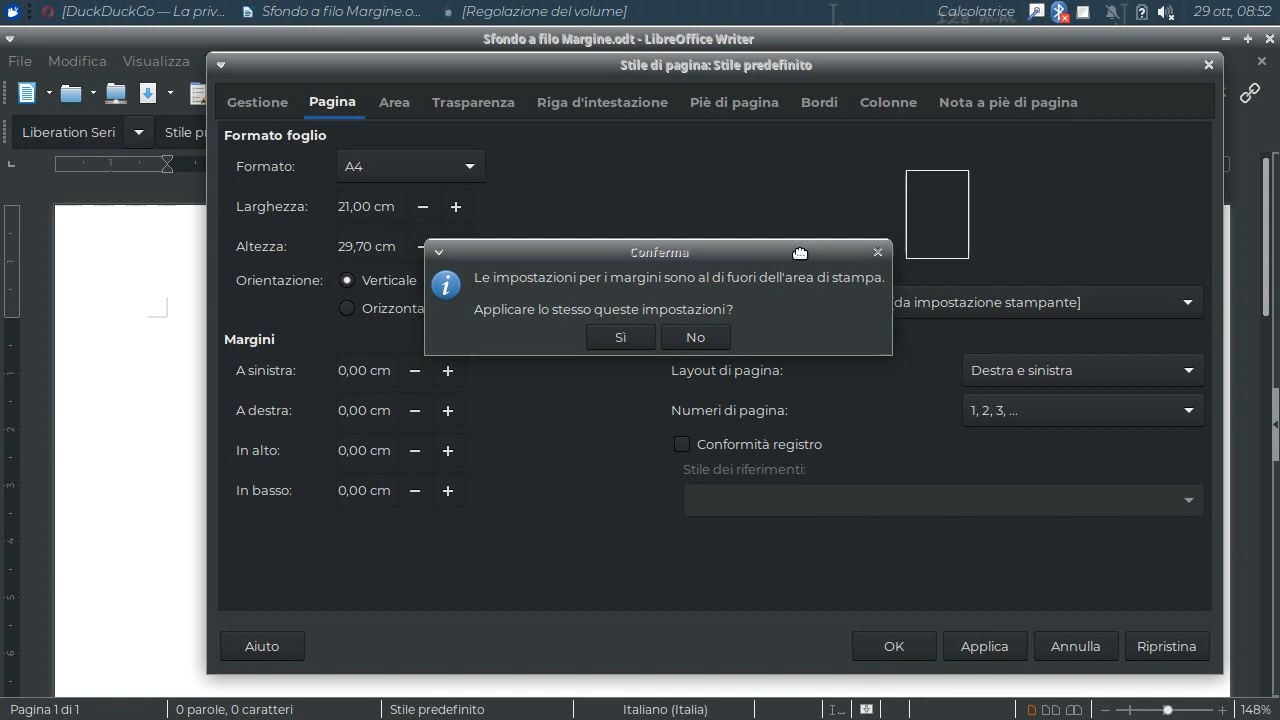 [DuckDuckGo — La priv... Sfondo a filo Margine.o... [Regolazione del volume] Calcolatrice 29 ott, 08:52
Sfondo a filo Margine.odt - LibreOffice Writer
File Modifica Visualizza
Stile di pagina: Stile predefinito
Gestione Pagina Area Trasparenza Riga d'intestazione Piè di pagina Bordi Colonne Nota a piè di pagina
Liberation Seri Stile pr
Formato foglio
Formato: A4
Larghezza: 21,00 cm
Altezza: 29,70 cm
Orientazione: Verticale
Orizzonta
[da impostazione stampante]
Conferma
Le impostazioni per i margini sono al di fuori dell'area di stampa.
Applicare lo stesso queste impostazioni?
Sì No
Margini
A sinistra: 0,00 cm Layout di pagina: Destra e sinistra
A destra: 0,00 cm Numeri di pagina: 1, 2, 3, ...
In alto: 0,00 cm Conformità registro
Stile dei riferimenti:
In basso: 0,00 cm
Aiuto OK Applica Annulla Ripristina
Pagina 1 di 1 0 parole, 0 caratteri Stile predefinito Italiano (Italia) 148%